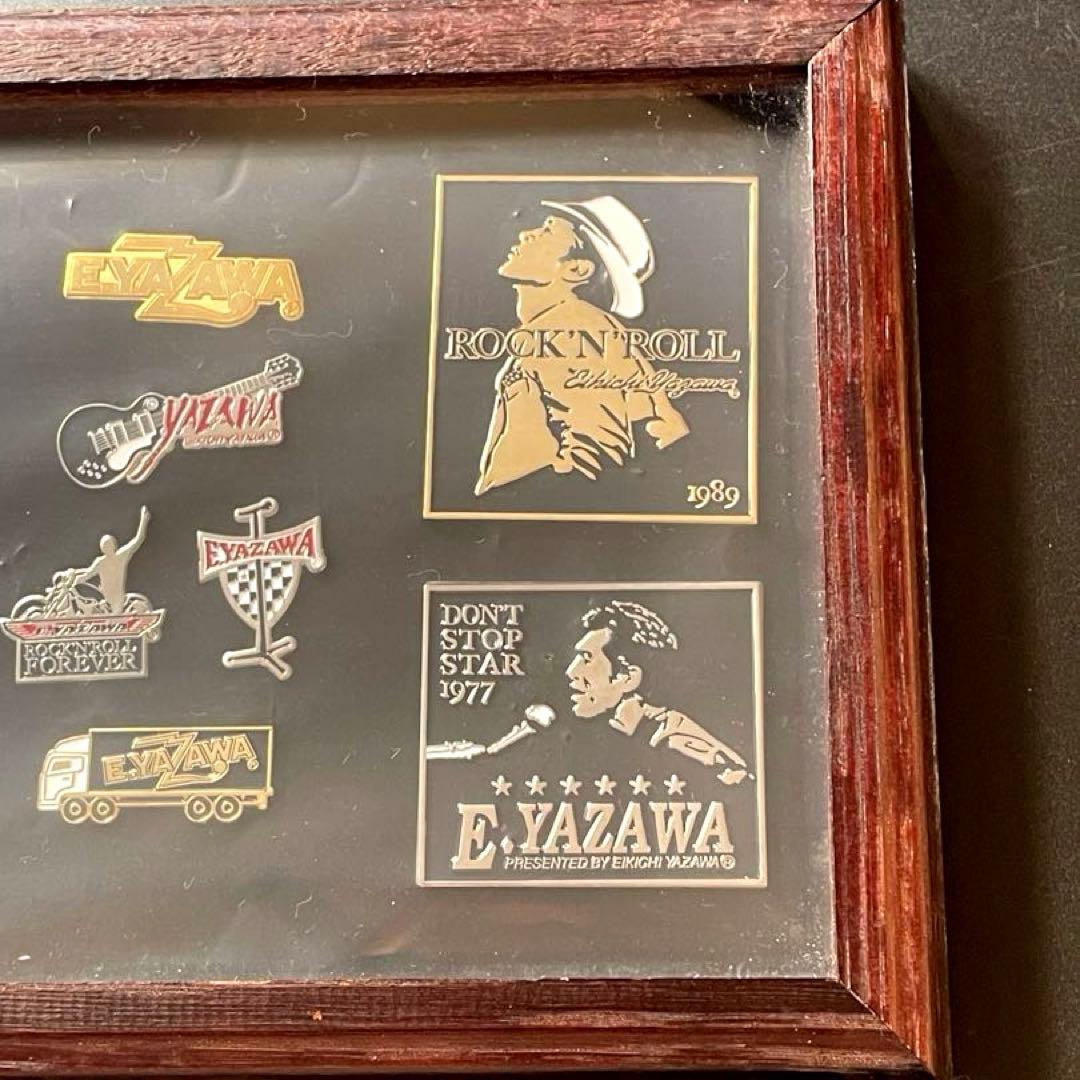 E.YAZAWA
YAZAWA
E.YAZAWA
E.YAZAWA
ROCK'N'ROLL
FOREVER
E.YAZAWA
ROCK'N'ROLL
Eikichi Yazawa
1989
DON'T
STOP
STAR
1977
E.YAZAWA
PRESENTED BY EIKICHI YAZAWA®